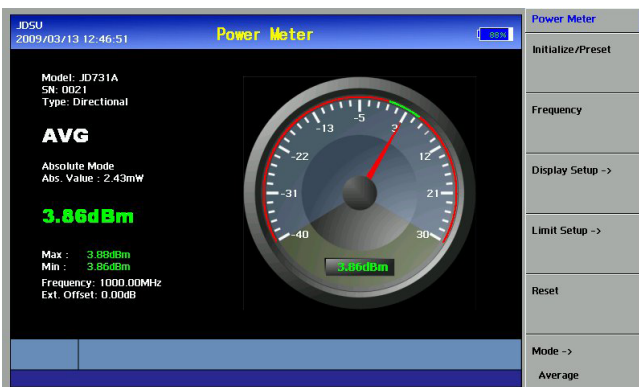 JDSU
2009/03/13 12:46:51
Power Meter
88%
Model: JD731A
SN: 0021
Type: Directional
AVG
Absolute Mode
Abs. Value : 2.43mW
3.86dBm
Max : 3.88dBm
Min : 3.86dBm
Frequency: 1000.00MHz
Ext. Offset: 0.00dB
-40
-31
-22
-13
-5
3
12
21
30
3.86dBm
Power Meter
Initialize/Preset
Frequency
Display Setup ->
Limit Setup ->
Reset
Mode ->
Average